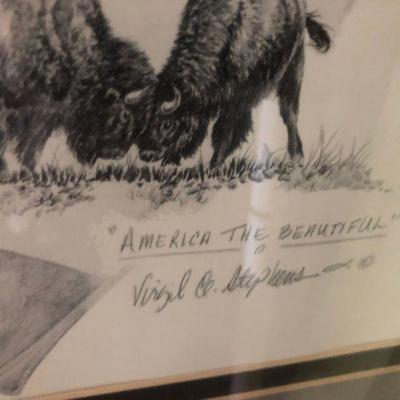 "AMERICA THE BEAUTIFUL"
Virgil C. Stephens ©